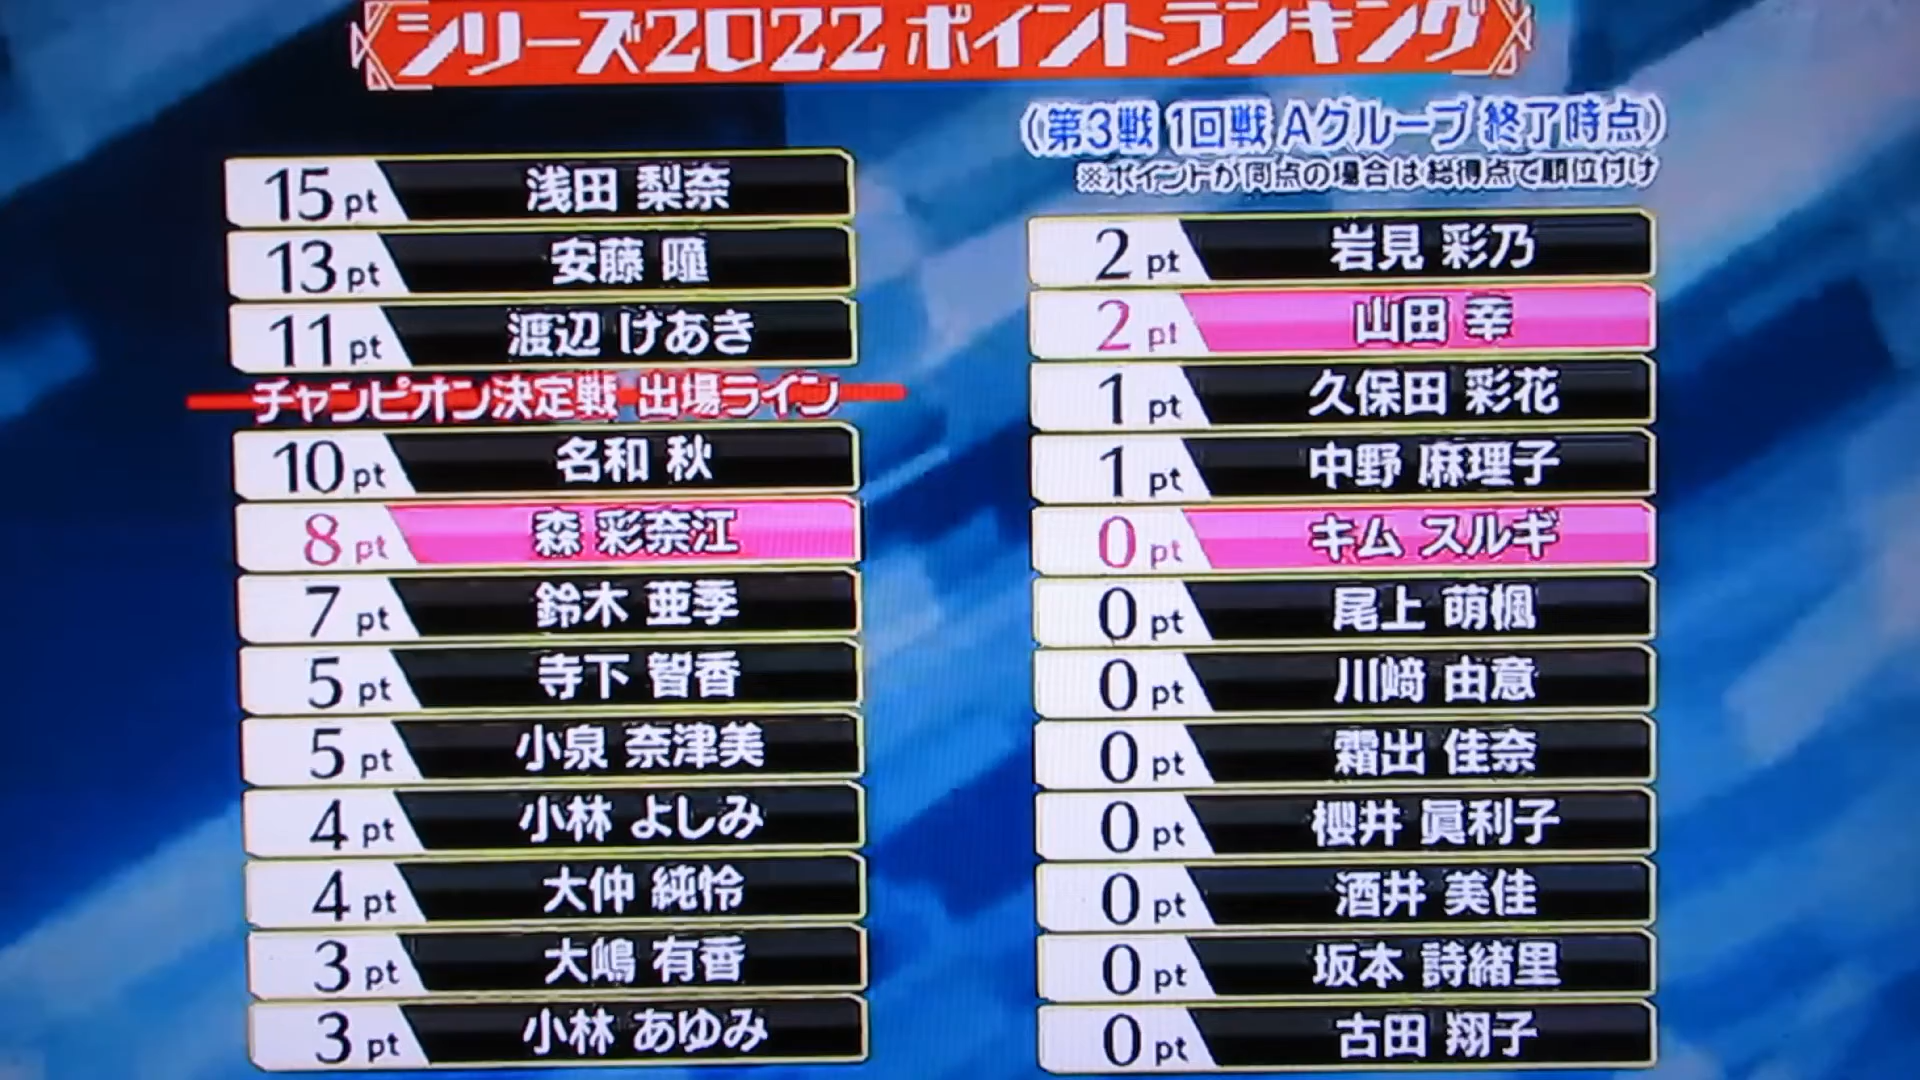 シリーズ2022 ポイントランキング
(第3戦 1回戦 Aグループ 終了時点)
※ポイントが同点の場合は総得点で順位付け
15pt 浅田 梨奈
13pt 安藤 瞳
11pt 渡辺 けあき
チャンピオン決定戦 出場ライン
10pt 名和 秋
8pt 森 彩奈江
7pt 鈴木 亜季
5pt 寺下 智香
5pt 小泉 奈津美
4pt 小林 よしみ
4pt 大仲 純怜
3pt 大嶋 有香
3pt 小林 あゆみ
2pt 岩見 彩乃
2pt 山田 幸
1pt 久保田 彩花
1pt 中野 麻理子
0pt キム スルギ
0pt 尾上 萌楓
0pt 川﨑 由意
0pt 霜出 佳奈
0pt 櫻井 眞利子
0pt 酒井 美佳
0pt 坂本 詩緒里
0pt 古田 翔子